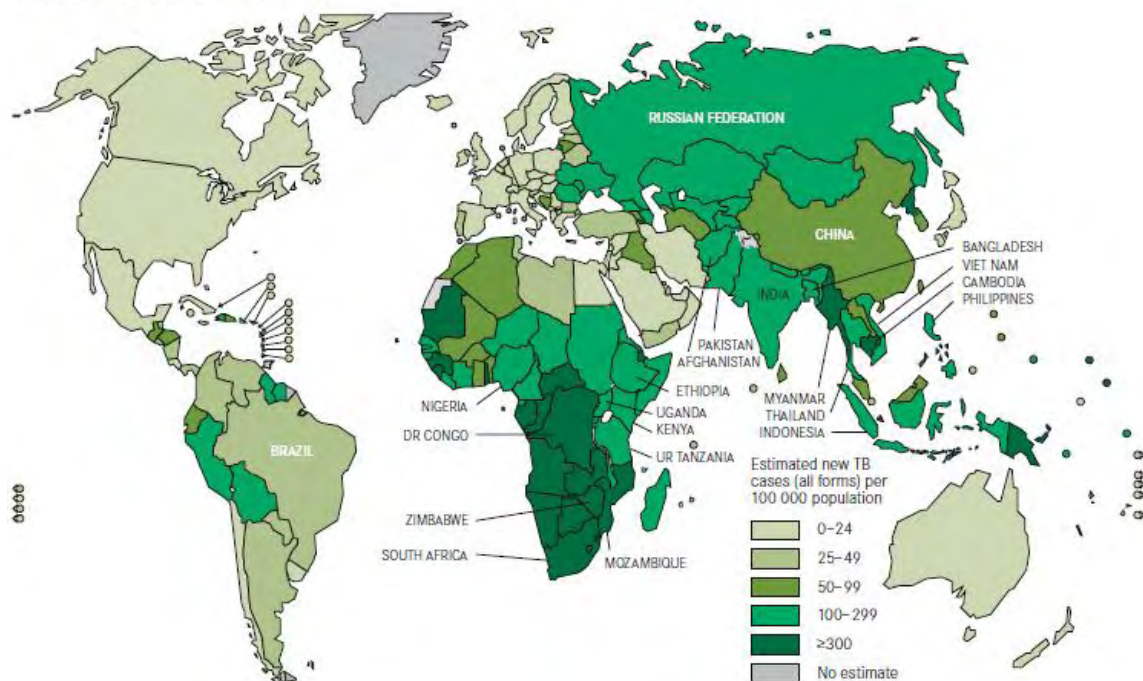 RUSSIAN FEDERATION
CHINA
BANGLADESH
VIET NAM
CAMBODIA
PHILIPPINES
INDIA
PAKISTAN
AFGHANISTAN
ETHIOPIA
NIGERIA
UGANDA
KENYA
DR CONGO
UR TANZANIA
MYANMAR
THAILAND
INDONESIA
BRAZIL
ZIMBABWE
SOUTH AFRICA
MOZAMBIQUE
Estimated new TB
cases (all forms) per
100 000 population
0–24
25–49
50–99
100–299
≥300
No estimate